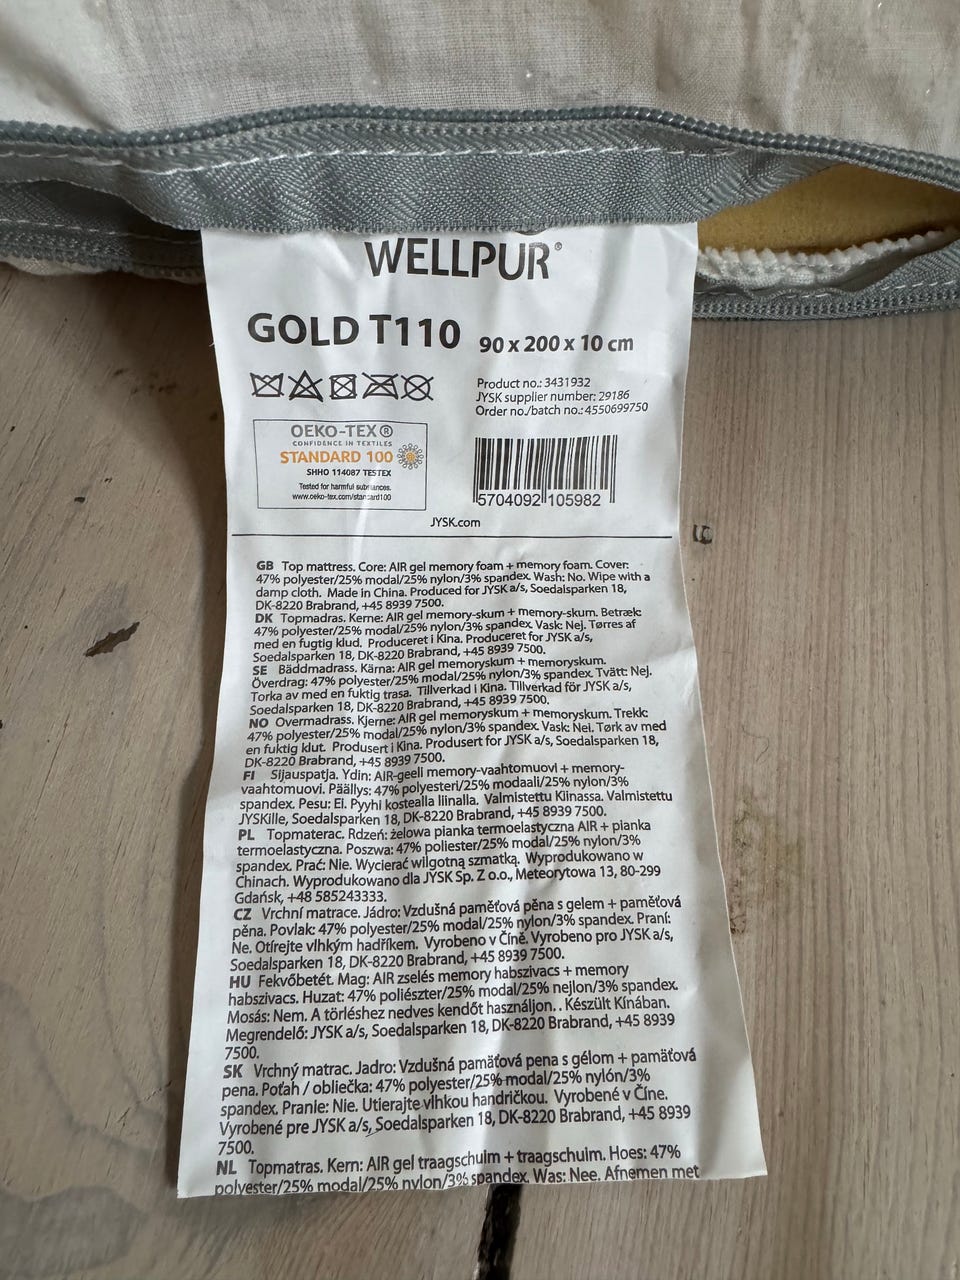 WELLPUR®
GOLD T110 90 x 200 x 10 cm
Product no.: 3431932
JYSK supplier number: 29186
Order no./batch no.: 4550699750
OEKO-TEX®
CONFIDENCE IN TEXTILES
STANDARD 100
SHHO 114087 TESTEX
Tested for harmful substances.
www.oeko-tex.com/standard100
5704092 105982
JYSK.com
GB Top mattress. Core: AIR gel memory foam + memory foam. Cover:
47% polyester/25% modal/25% nylon/3% spandex. Wash: No. Wipe with a
damp cloth. Made in China. Produced for JYSK a/s, Soedalsparken 18,
DK-8220 Brabrand, +45 8939 7500.
DK Topmadras. Kerne: AIR gel memory-skum + memory-skum. Betræk:
47% polyester/25% modal/25% nylon/3% spandex. Vask: Nej. Tørres af
med en fugtig klud. Produceret i Kina. Produceret for JYSK a/s,
Soedalsparken 18, DK-8220 Brabrand, +45 8939 7500.
SE Bäddmadrass. Kärna: AIR gel memoryskum + memoryskum.
Överdrag: 47% polyester/25% modal/25% nylon/3% spandex. Tvätt: Nej.
Torka av med en fuktig trasa. Tillverkad i Kina. Tillverkad för JYSK a/s,
Soedalsparken 18, DK-8220 Brabrand, +45 8939 7500.
NO Overmadrass. Kjerne: AIR gel memoryskum + memoryskum. Trekk:
47% polyester/25% modal/25% nylon/3% spandex. Vask: Nei. Tørk av med
en fuktig klut. Produsert i Kina. Produsert for JYSK a/s, Soedalsparken 18,
DK-8220 Brabrand, +45 8939 7500.
FI Sijauspatja. Ydin: AIR-geeli memory-vaahtomuovi + memory-
vaahtomuovi. Päällys: 47% polyesteri/25% modaali/25% nylon/3%
spandex. Pesu: Ei. Pyyhi kostealla liinalla. Valmistettu Kiinassa. Valmistettu
JYSKille, Soedalsparken 18, DK-8220 Brabrand, +45 8939 7500.
PL Topmaterac. Rdzeń: żelowa pianka termoelastyczna AIR + pianka
termoelastyczna. Poszwa: 47% poliester/25% modal/25% nylon/3%
spandex. Prać: Nie. Wycierać wilgotną szmatką. Wyprodukowano w
Chinach. Wyprodukowano dla JYSK Sp. Z o.o., Meteorytowa 13, 80-299
Gdańsk, +48 585243333.
CZ Vrchní matrace. Jádro: Vzdušná paměťová pěna s gelem + paměťová
pěna. Povlak: 47% polyester/25% modal/25% nylon/3% spandex. Praní:
Ne. Otírejte vlhkým hadříkem. Vyrobeno v Číně. Vyrobeno pro JYSK a/s,
Soedalsparken 18, DK-8220 Brabrand, +45 8939 7500.
HU Fekvőbetét. Mag: AIR zselés memory habszivacs + memory
habszivacs. Huzat: 47% poliészter/25% modal/25% nejlon/3% spandex.
Mosás: Nem. A törléshez nedves kendőt használjon. . Készült Kínában.
Megrendelő: JYSK a/s, Soedalsparken 18, DK-8220 Brabrand, +45 8939
7500.
SK Vrchný matrac. Jadro: Vzdušná pamäťová pena s gélom + pamäťová
pena. Poťah / obliečka: 47% polyester/25% modal/25% nylón/3%
spandex. Pranie: Nie. Utierajte vlhkou handričkou. Vyrobené v Číne.
Vyrobené pre JYSK a/s, Soedalsparken 18, DK-8220 Brabrand, +45 8939
7500.
NL Topmatras. Kern: AIR gel traagschuim + traagschuim. Hoes: 47%
polyester/25% modal/25% nylon/3% spandex. Was: Nee. Afnemen met